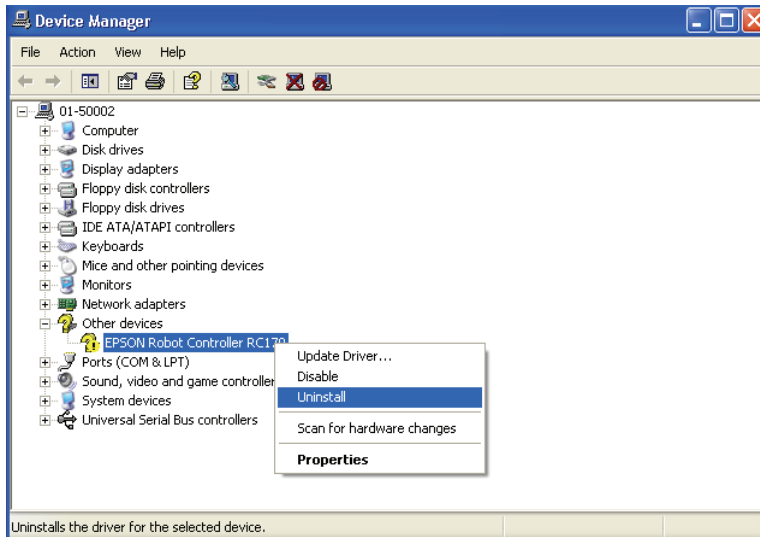 Device Manager
File Action View Help
01-50002
Computer
Disk drives
Display adapters
Floppy disk controllers
Floppy disk drives
IDE ATA/ATAPI controllers
Keyboards
Mice and other pointing devices
Monitors
Network adapters
Other devices
EPSON Robot Controller RC170
Ports (COM & LPT)
Sound, video and game controller
System devices
Universal Serial Bus controllers
Update Driver...
Disable
Uninstall
Scan for hardware changes
Properties
Uninstalls the driver for the selected device.